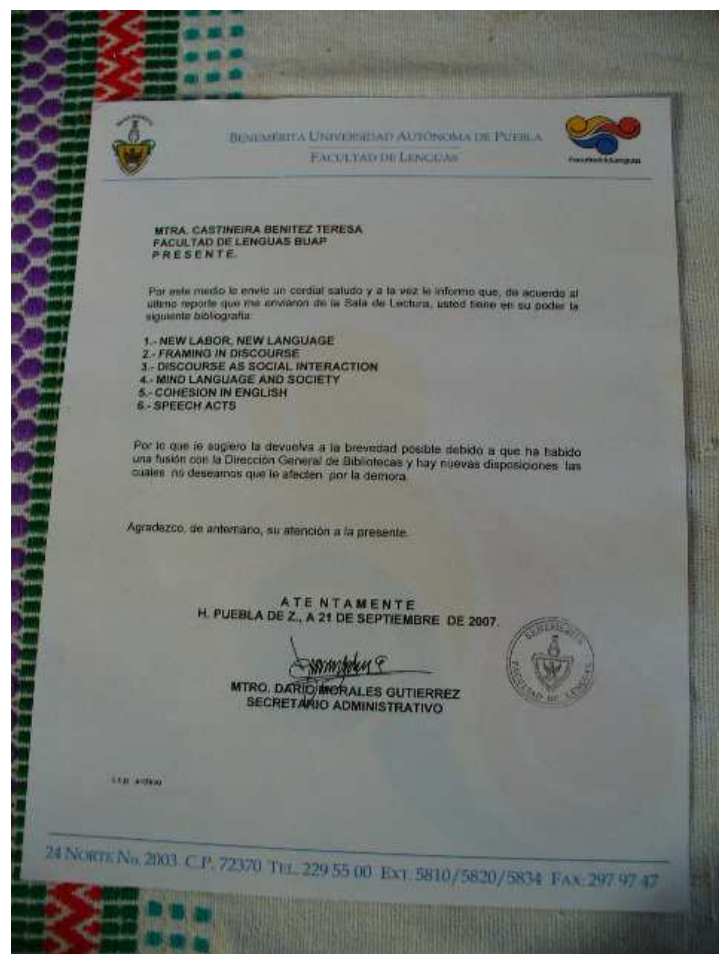 BENEMÉRITA UNIVERSIDAD AUTÓNOMA DE PUEBLA
FACULTAD DE LENGUAS
MTRA. CASTINEIRA BENITEZ TERESA
FACULTAD DE LENGUAS BUAP
P R E S E N T E.
Por este medio le envío un cordial saludo y a la vez le informo que, de acuerdo al
último reporte que me enviaron de la Sala de Lectura, usted tiene en su poder la
siguiente bibliografía:
1.- NEW LABOR, NEW LANGUAGE
2.- FRAMING IN DISCOURSE
3.- DISCOURSE AS SOCIAL INTERACTION
4.- MIND LANGUAGE AND SOCIETY
5.- COHESION IN ENGLISH
6.- SPEECH ACTS
Por lo que le sugiero la devuelva a la brevedad posible debido a que ha habido
una fusión con la Dirección General de Bibliotecas y hay nuevas disposiciones las
cuales no deseamos que le afecten por la demora.
Agradezco, de antemano, su atención a la presente.
A T E N T A M E N T E
H. PUEBLA DE Z., A 21 DE SEPTIEMBRE DE 2007.
BENEMÉRITA
FACULTAD DE LENGUAS
MTRO. DARIO MORALES GUTIERREZ
SECRETARIO ADMINISTRATIVO
c.c.p. archivo
24 NORTE No. 2003 C.P. 72370 TEL. 229 55 00 EXT. 5810/5820/5834 FAX: 297 97 47